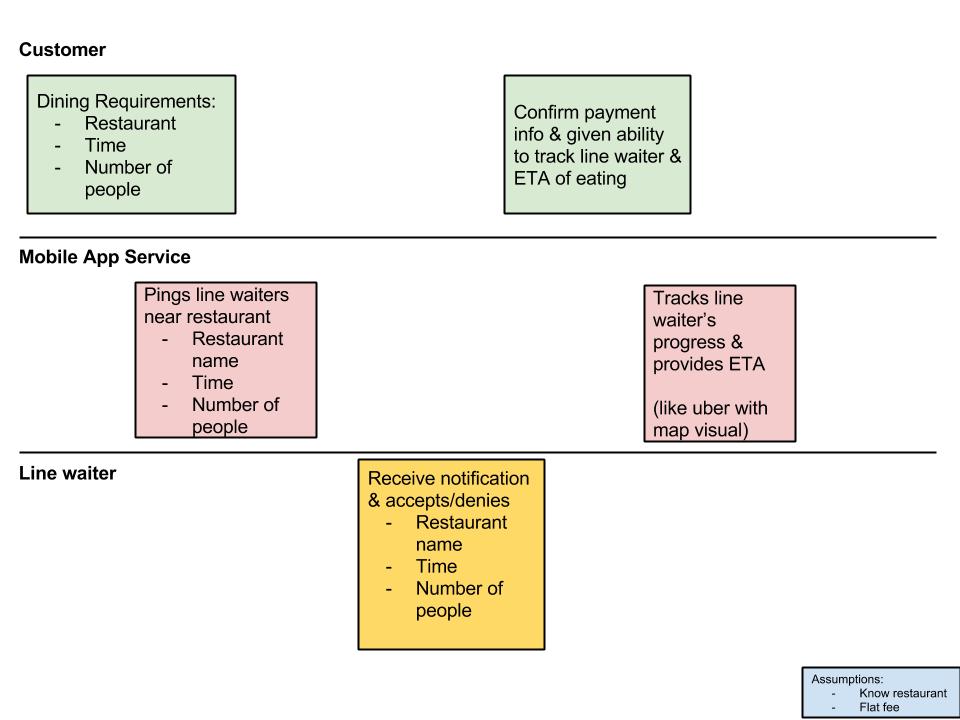 Customer
Dining Requirements:
- Restaurant
- Time
- Number of
people
Confirm payment
info & given ability
to track line waiter &
ETA of eating
Mobile App Service
Pings line waiters
near restaurant
- Restaurant
name
- Time
- Number of
people
Tracks line
waiter’s
progress &
provides ETA
(like uber with
map visual)
Line waiter
Receive notification
& accepts/denies
- Restaurant
name
- Time
- Number of
people
Assumptions:
- Know restaurant
- Flat fee